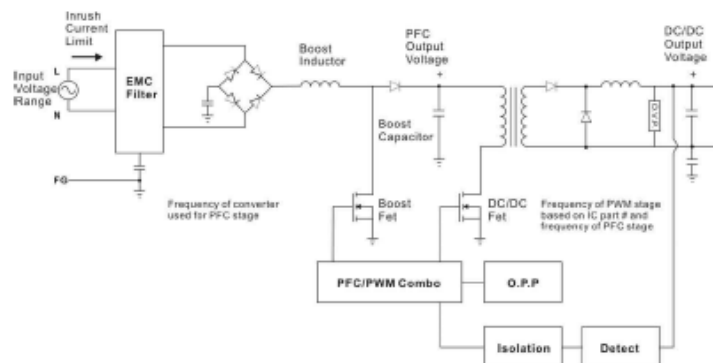 Inrush Current
Limit
Input
Voltage
Range
L
N
EMC
Filter
FG
Boost
Inductor
PFC
Output
Voltage
+
Boost
Capacitor
DC/DC
Output
Voltage
+
O.V.P
Frequency of converter
used for PFC stage
Boost
Fet
DC/DC
Fet
Frequency of PWM stage
based on IC part # and
frequency of PFC stage
PFC/PWM Combo
O.P.P
Isolation
Detect